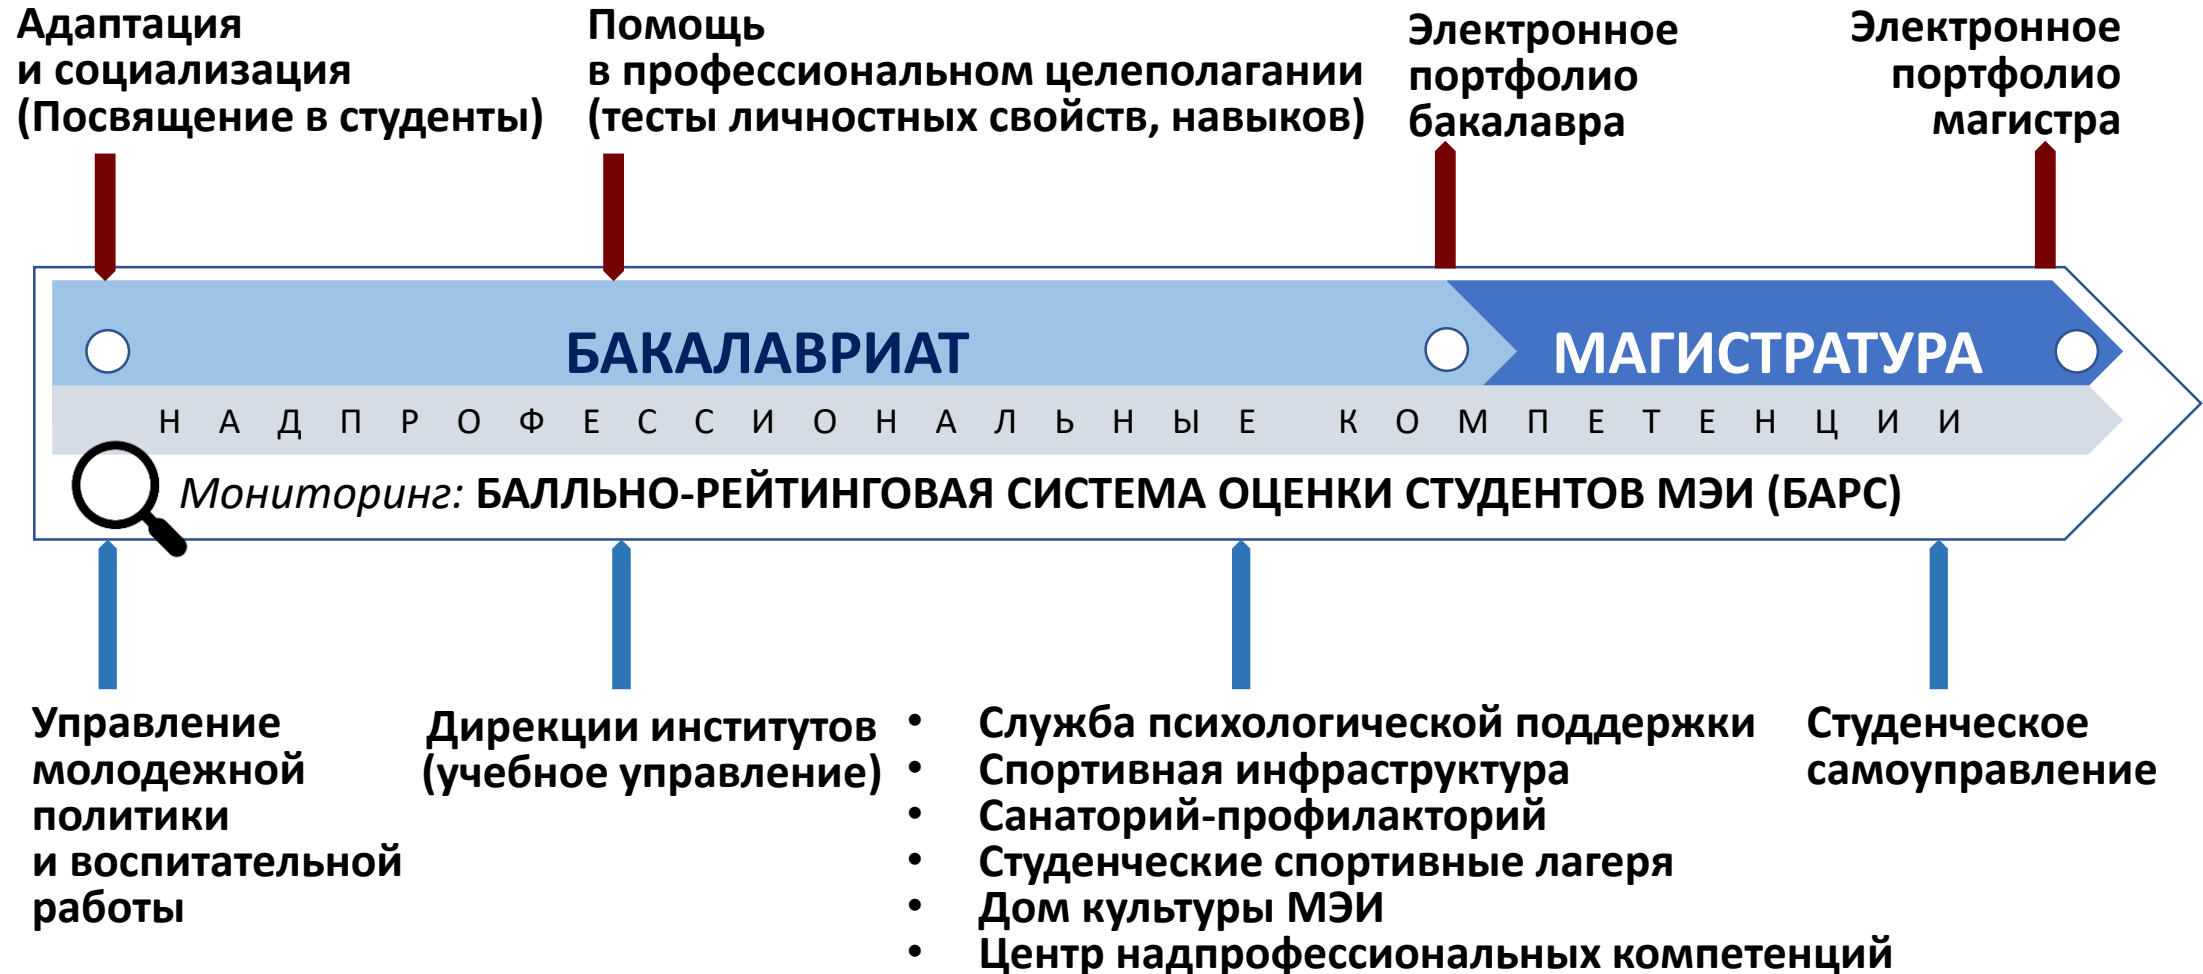 Адаптация
и социализация
(Посвящение в студенты)
Помощь
в профессиональном целеполагании
(тесты личностных свойств, навыков)
Электронное
портфолио
бакалавра
Электронное
портфолио
магистра
БАКАЛАВРИАТ
МАГИСТРАТУРА
НАДПРОФЕССИОНАЛЬНЫЕ КОМПЕТЕНЦИИ
Мониторинг: БАЛЛЬНО-РЕЙТИНГОВАЯ СИСТЕМА ОЦЕНКИ СТУДЕНТОВ МЭИ (БАРС)
Управление
молодежной
политики
и воспитательной
работы
Дирекции институтов
(учебное управление)
• Служба психологической поддержки
• Спортивная инфраструктура
• Санаторий-профилакторий
• Студенческие спортивные лагеря
• Дом культуры МЭИ
• Центр надпрофессиональных компетенций
Студенческое
самоуправление